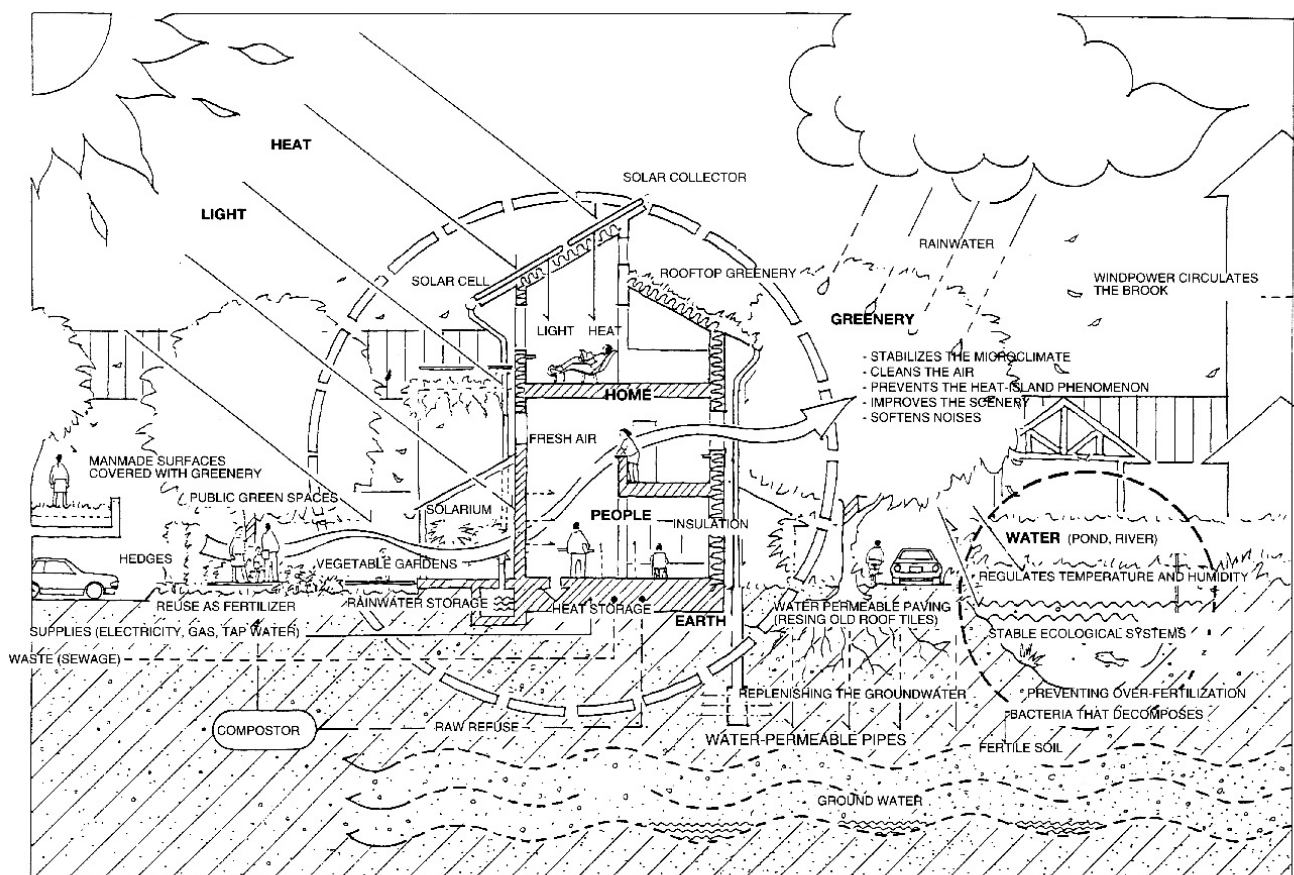 HEAT
SOLAR COLLECTOR
LIGHT
RAINWATER
SOLAR CELL
ROOFTOP GREENERY
WINDPOWER CIRCULATES
THE BROOK
LIGHT
HEAT
GREENERY
- STABILIZES THE MICROCLIMATE
- CLEANS THE AIR
- PREVENTS THE HEAT-ISLAND PHENOMENON
- IMPROVES THE SCENERY
- SOFTENS NOISES
HOME
FRESH AIR
MANMADE SURFACES
COVERED WITH GREENERY
PUBLIC GREEN SPACES
SOLARIUM
PEOPLE
INSULATION
WATER (POND, RIVER)
HEDGES
VEGETABLE GARDENS
REGULATES TEMPERATURE AND HUMIDITY
REUSE AS FERTILIZER
RAINWATER STORAGE
HEAT STORAGE
EARTH
WATER PERMEABLE PAVING
(RESING OLD ROOF TILES)
SUPPLIES (ELECTRICITY, GAS, TAP WATER)
STABLE ECOLOGICAL SYSTEMS
WASTE (SEWAGE)
REPLENISHING THE GROUNDWATER
PREVENTING OVER-FERTILIZATION
BACTERIA THAT DECOMPOSES
COMPOSTOR
RAW REFUSE
WATER-PERMEABLE PIPES
FERTILE SOIL
GROUND WATER